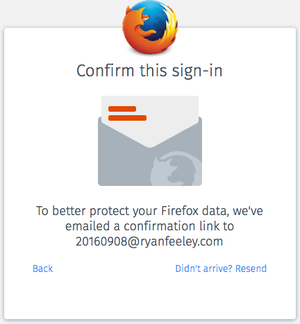 Confirm this sign-in
To better protect your Firefox data, we've
emailed a confirmation link to
20160908@ryanfeeley.com
Back
Didn't arrive? Resend